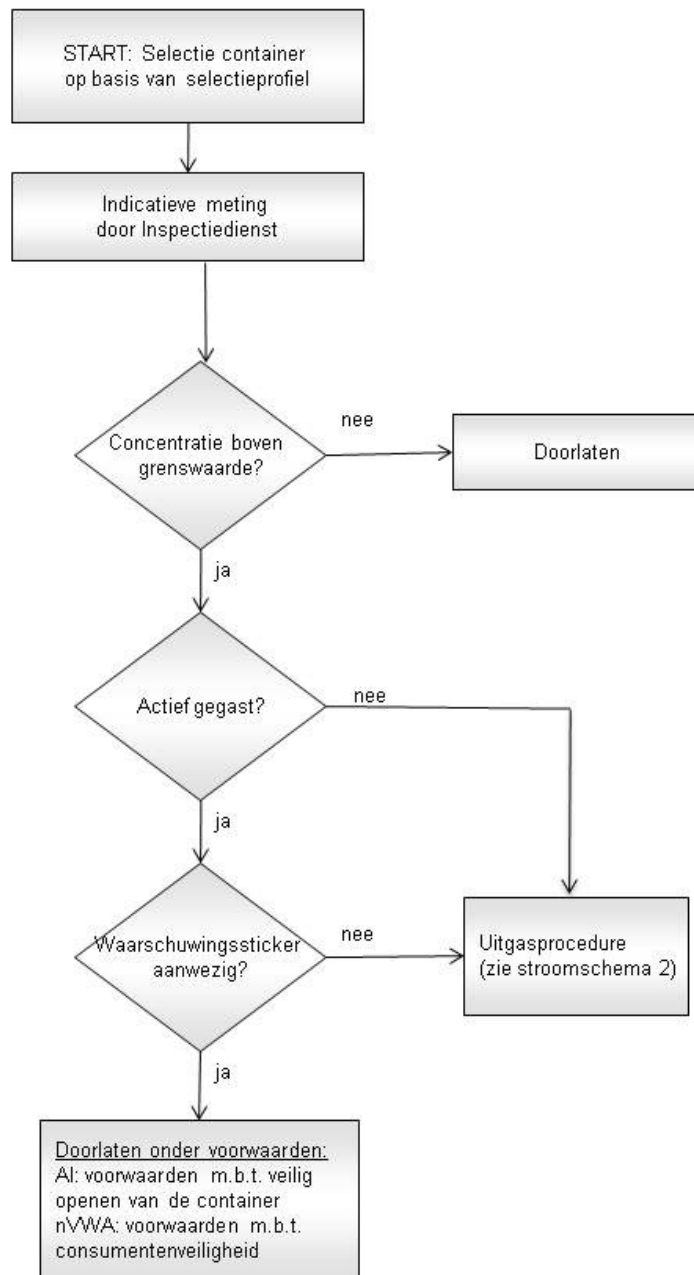 START: Selectie container
op basis van selectieprofiel
Indicatieve meting
door Inspectiedienst
Concentratie boven
grenswaarde?
nee
Doorlaten
ja
Actief gegast?
nee
ja
Waarschuwingssticker
aanwezig?
nee
Uitgasprocedure
(zie stroomschema 2)
ja
Doorlaten onder voorwaarden:
AI: voorwaarden m.b.t. veilig
openen van de container
nVWA: voorwaarden m.b.t.
consumentenveiligheid